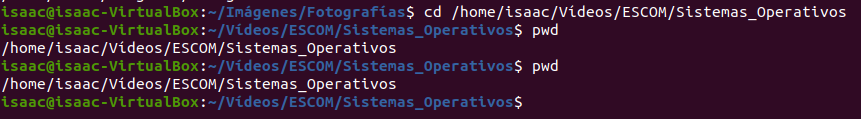 isaac@isaac-VirtualBox:~/Imágenes/Fotografías$ cd /home/isaac/Vídeos/ESCOM/Sistemas_Operativos
isaac@isaac-VirtualBox:~/Vídeos/ESCOM/Sistemas_Operativos$ pwd
/home/isaac/Vídeos/ESCOM/Sistemas_Operativos
isaac@isaac-VirtualBox:~/Vídeos/ESCOM/Sistemas_Operativos$ pwd
/home/isaac/Vídeos/ESCOM/Sistemas_Operativos
isaac@isaac-VirtualBox:~/Vídeos/ESCOM/Sistemas_Operativos$